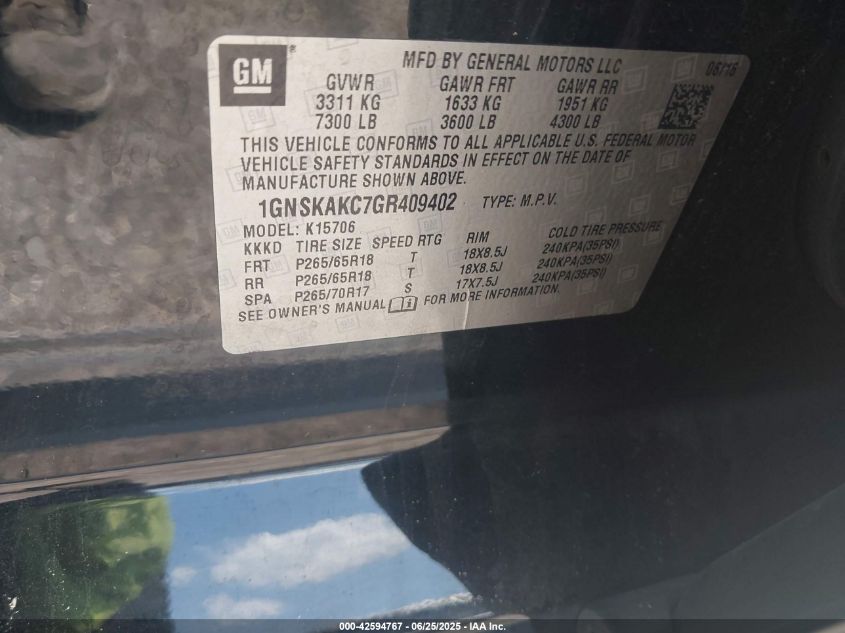 GM ®
MFD BY GENERAL MOTORS LLC 06/16
GVWR GAWR FRT GAWR RR
3311 KG 1633 KG 1951 KG
7300 LB 3600 LB 4300 LB
THIS VEHICLE CONFORMS TO ALL APPLICABLE U.S. FEDERAL MOTOR
VEHICLE SAFETY STANDARDS IN EFFECT ON THE DATE OF
MANUFACTURE SHOWN ABOVE.
1GNSKAKC7GR409402 TYPE: M.P.V.
MODEL: K15706
KKKD TIRE SIZE SPEED RTG RIM COLD TIRE PRESSURE
FRT P265/65R18 T 18X8.5J 240KPA(35PSI)
RR P265/65R18 T 18X8.5J 240KPA(35PSI)
SPA P265/70R17 S 17X7.5J 240KPA(35PSI)
SEE OWNER'S MANUAL FOR MORE INFORMATION.
000-42594767 - 06/25/2025 - IAA Inc.